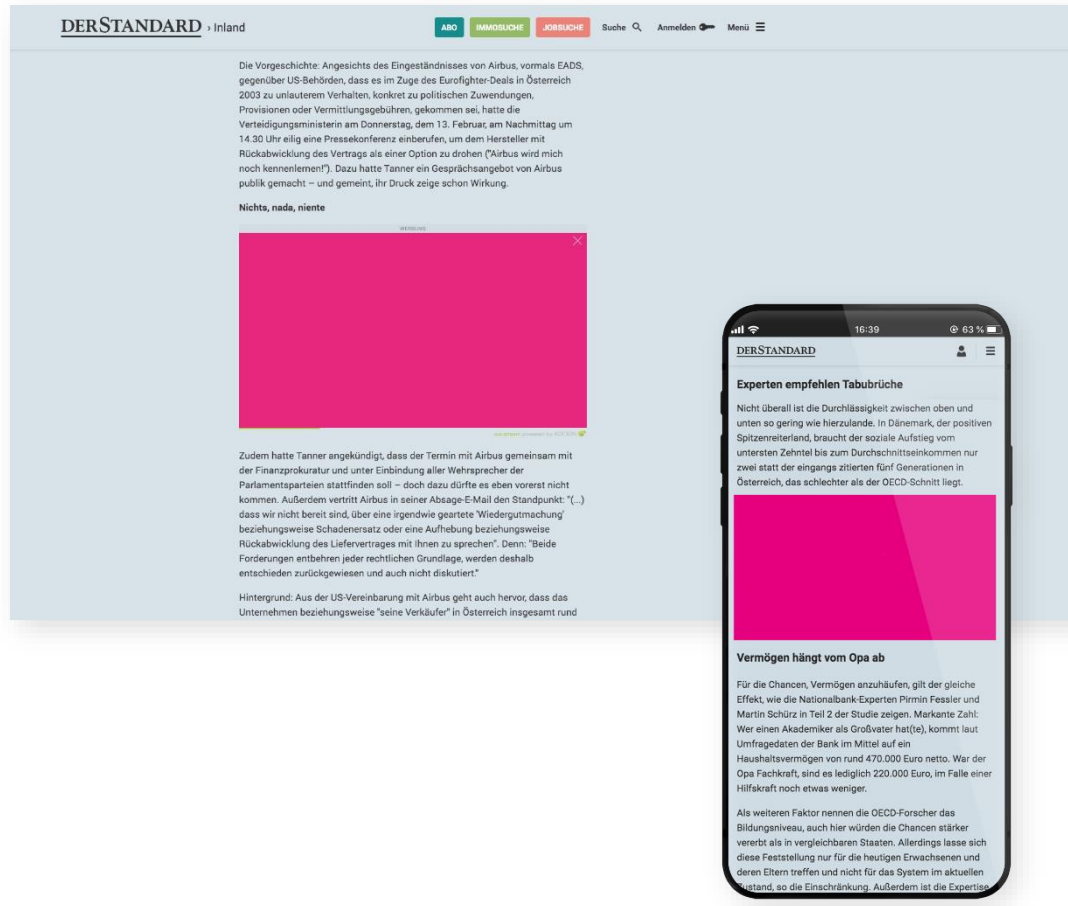 DERSTANDARD › Inland
ABO
IMMOSUCHE
JOBSUCHE
Suche
Anmelden
Menü
Die Vorgeschichte: Angesichts des Eingeständnisses von Airbus, vormals EADS,
gegenüber US-Behörden, dass es im Zuge des Eurofighter-Deals in Österreich
2003 zu unlauterem Verhalten, konkret zu politischen Zuwendungen,
Provisionen oder Vermittlungsgebühren, gekommen sei, hatte die
Verteidigungsministerin am Donnerstag, dem 13. Februar, am Nachmittag um
14.30 Uhr eilig eine Pressekonferenz einberufen, um dem Hersteller mit
Rückabwicklung des Vertrags als einer Option zu drohen ("Airbus wird mich
noch kennenlernen!"). Dazu hatte Tanner ein Gesprächsangebot von Airbus
publik gemacht – und gemeint, ihr Druck zeige schon Wirkung.
Nichts, nada, niente
WERBUNG
Zudem hatte Tanner angekündigt, dass der Termin mit Airbus gemeinsam mit
der Finanzprokuratur und unter Einbindung aller Wehrsprecher der
Parlamentsparteien stattfinden soll – doch dazu dürfte es eben vorerst nicht
kommen. Außerdem vertritt Airbus in seiner Absage-E-Mail den Standpunkt: "(...)
dass wir nicht bereit sind, über eine irgendwie geartete 'Wiedergutmachung'
beziehungsweise Schadenersatz oder eine Aufhebung beziehungsweise
Rückabwicklung des Liefervertrages mit Ihnen zu sprechen". Denn: "Beide
Forderungen entbehren jeder rechtlichen Grundlage, werden deshalb
entschieden zurückgewiesen und auch nicht diskutiert."
Hintergrund: Aus der US-Vereinbarung mit Airbus geht auch hervor, dass das
Unternehmen beziehungsweise "seine Verkäufer" in Österreich insgesamt rund
16:39
63 %
DERSTANDARD
Experten empfehlen Tabubrüche
Nicht überall ist die Durchlässigkeit zwischen oben und
unten so gering wie hierzulande. In Dänemark, der positiven
Spitzenreiterland, braucht der soziale Aufstieg vom
untersten Zehntel bis zum Durchschnittseinkommen nur
zwei statt der eingangs zitierten fünf Generationen in
Österreich, das schlechter als der OECD-Schnitt liegt.
Vermögen hängt vom Opa ab
Für die Chancen, Vermögen anzuhäufen, gilt der gleiche
Effekt, wie die Nationalbank-Experten Pirmin Fessler und
Martin Schürz in Teil 2 der Studie zeigen. Markante Zahl:
Wer einen Akademiker als Großvater hat(te), kommt laut
Umfragedaten der Bank im Mittel auf ein
Haushaltsvermögen von rund 470.000 Euro netto. War der
Opa Fachkraft, sind es lediglich 220.000 Euro, im Falle einer
Hilfskraft noch etwas weniger.
Als weiteren Faktor nennen die OECD-Forscher das
Bildungsniveau, auch hier würden die Chancen stärker
vererbt als in vergleichbaren Staaten. Allerdings lasse sich
diese Feststellung nur für die heutigen Erwachsenen und
deren Eltern treffen und nicht für das System im aktuellen
Zustand, so die Einschränkung. Außerdem ist die Expertise